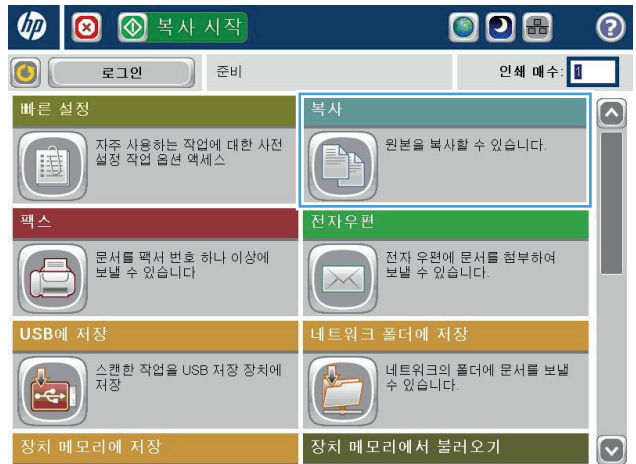 hp
복사 시작
?
로그인
준비
인쇄 매수: 1
빠른 설정
자주 사용하는 작업에 대한 사전
설정 작업 옵션 액세스
복사
원본을 복사할 수 있습니다.
팩스
문서를 팩서 번호 하나 이상에
보낼 수 있습니다
전자우편
전자 우편에 문서를 첨부하여
보낼 수 있습니다.
USB에 저장
스캔한 작업을 USB 저장 장치에
저장
네트워크 폴더에 저장
네트워크의 폴더에 문서를 보낼
수 있습니다.
장치 메모리에 저장
장치 메모리에서 불러오기